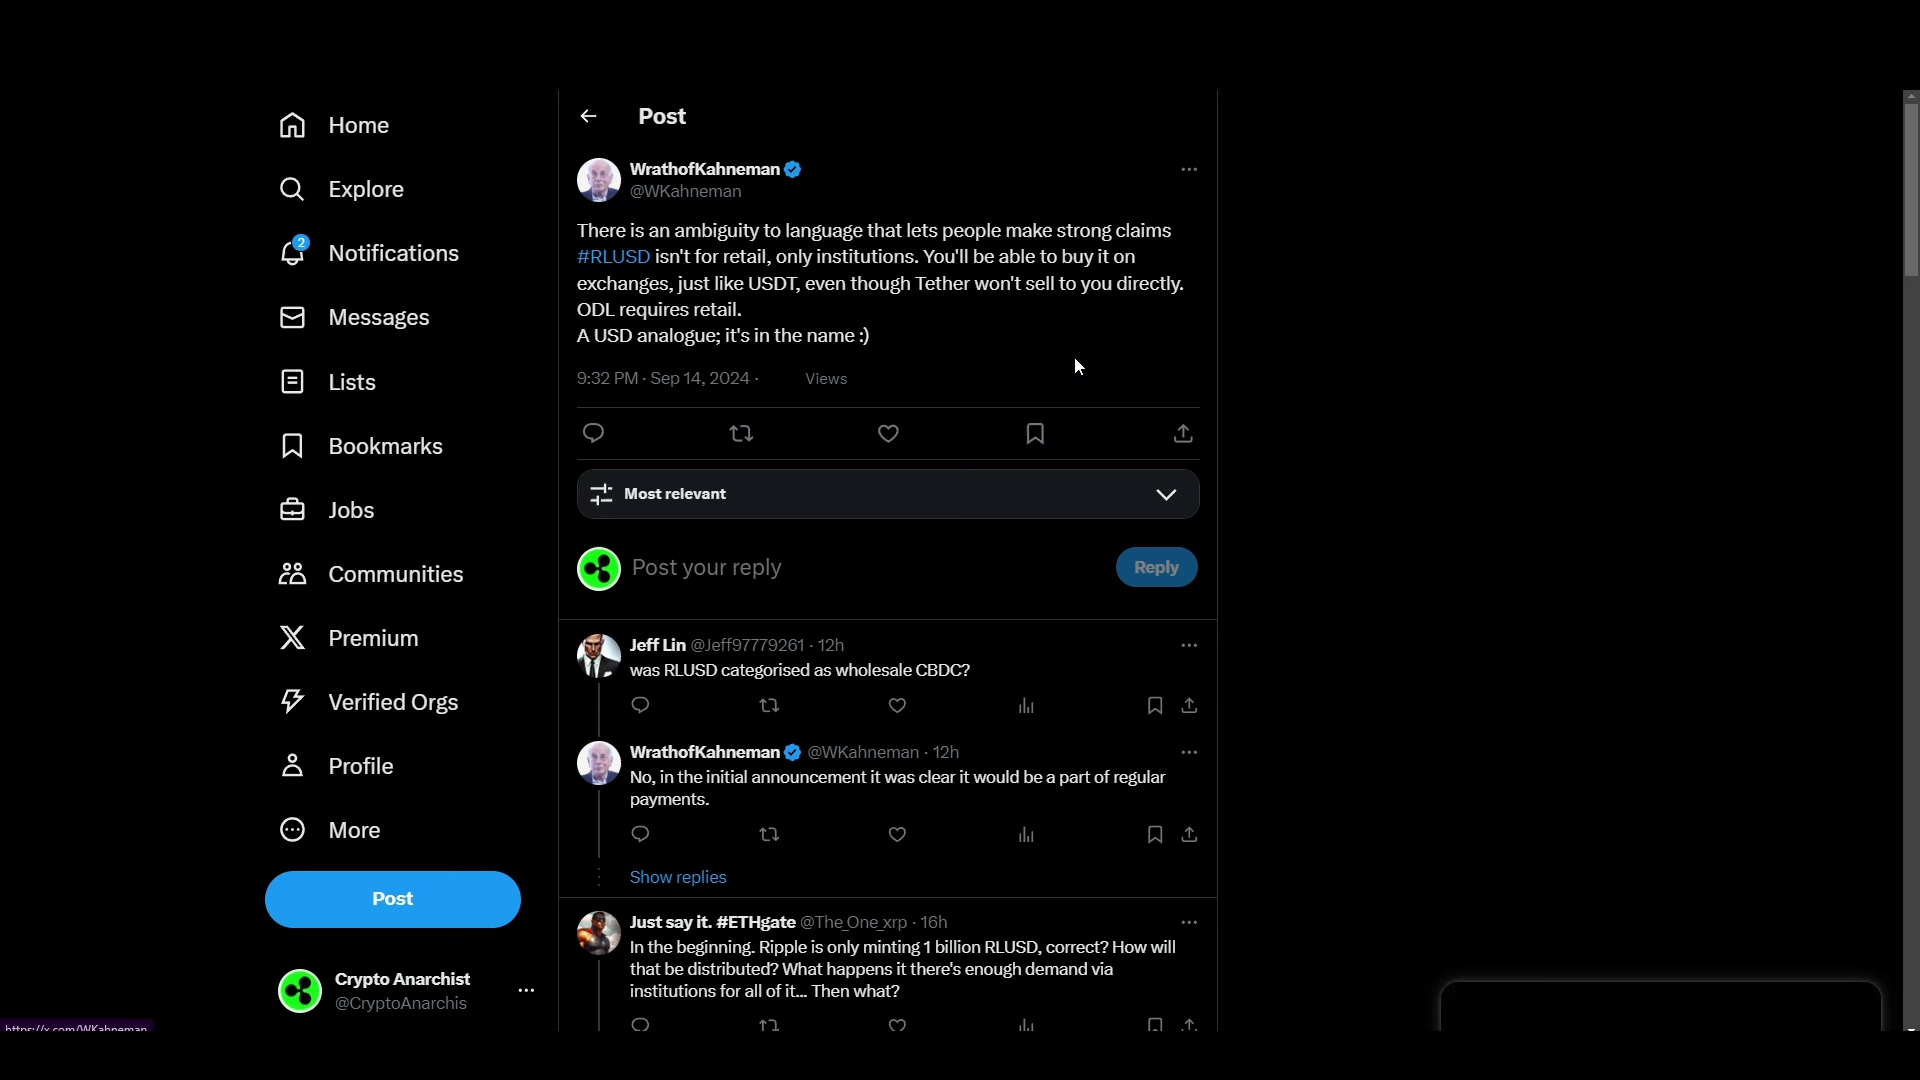 Home
Explore
2
Notifications
Messages
Lists
Bookmarks
Jobs
Communities
Premium
Verified Orgs
Profile
More
Post
Crypto Anarchist
@CryptoAnarchis
https://x.com/WKahneman
Post
WrathofKahneman
@WKahneman
There is an ambiguity to language that lets people make strong claims
#RLUSD isn't for retail, only institutions. You'll be able to buy it on
exchanges, just like USDT, even though Tether won't sell to you directly.
ODL requires retail.
A USD analogue; it's in the name :)
9:32 PM · Sep 14, 2024 · Views
Most relevant
Post your reply
Reply
Jeff Lin @Jeff97779261 · 12h
was RLUSD categorised as wholesale CBDC?
WrathofKahneman @WKahneman · 12h
No, in the initial announcement it was clear it would be a part of regular
payments.
Show replies
Just say it. #ETHgate @The_One_xrp · 16h
In the beginning. Ripple is only minting 1 billion RLUSD, correct? How will
that be distributed? What happens it there's enough demand via
institutions for all of it... Then what?